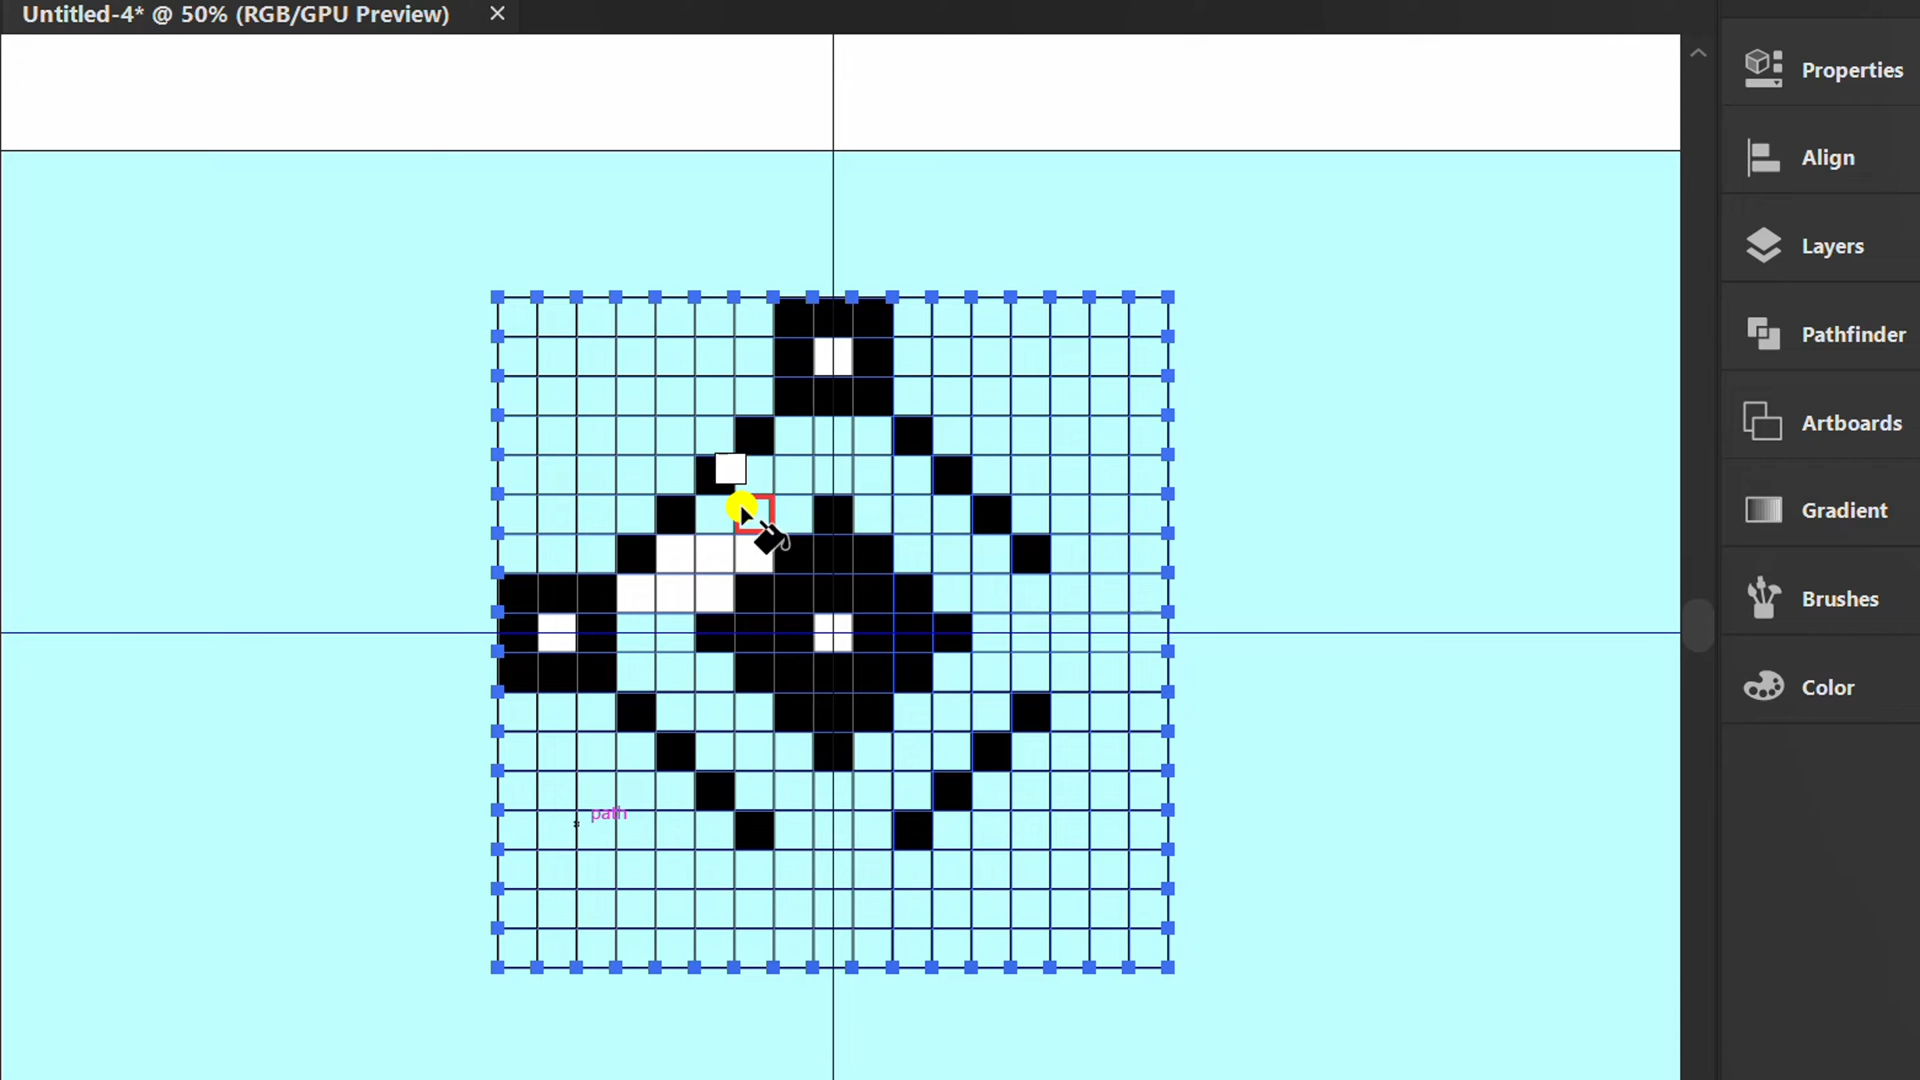 Untitled-4* @ 50% (RGB/GPU Preview)
Properties
Align
Layers
Pathfinder
Artboards
Gradient
Brushes
Color
path